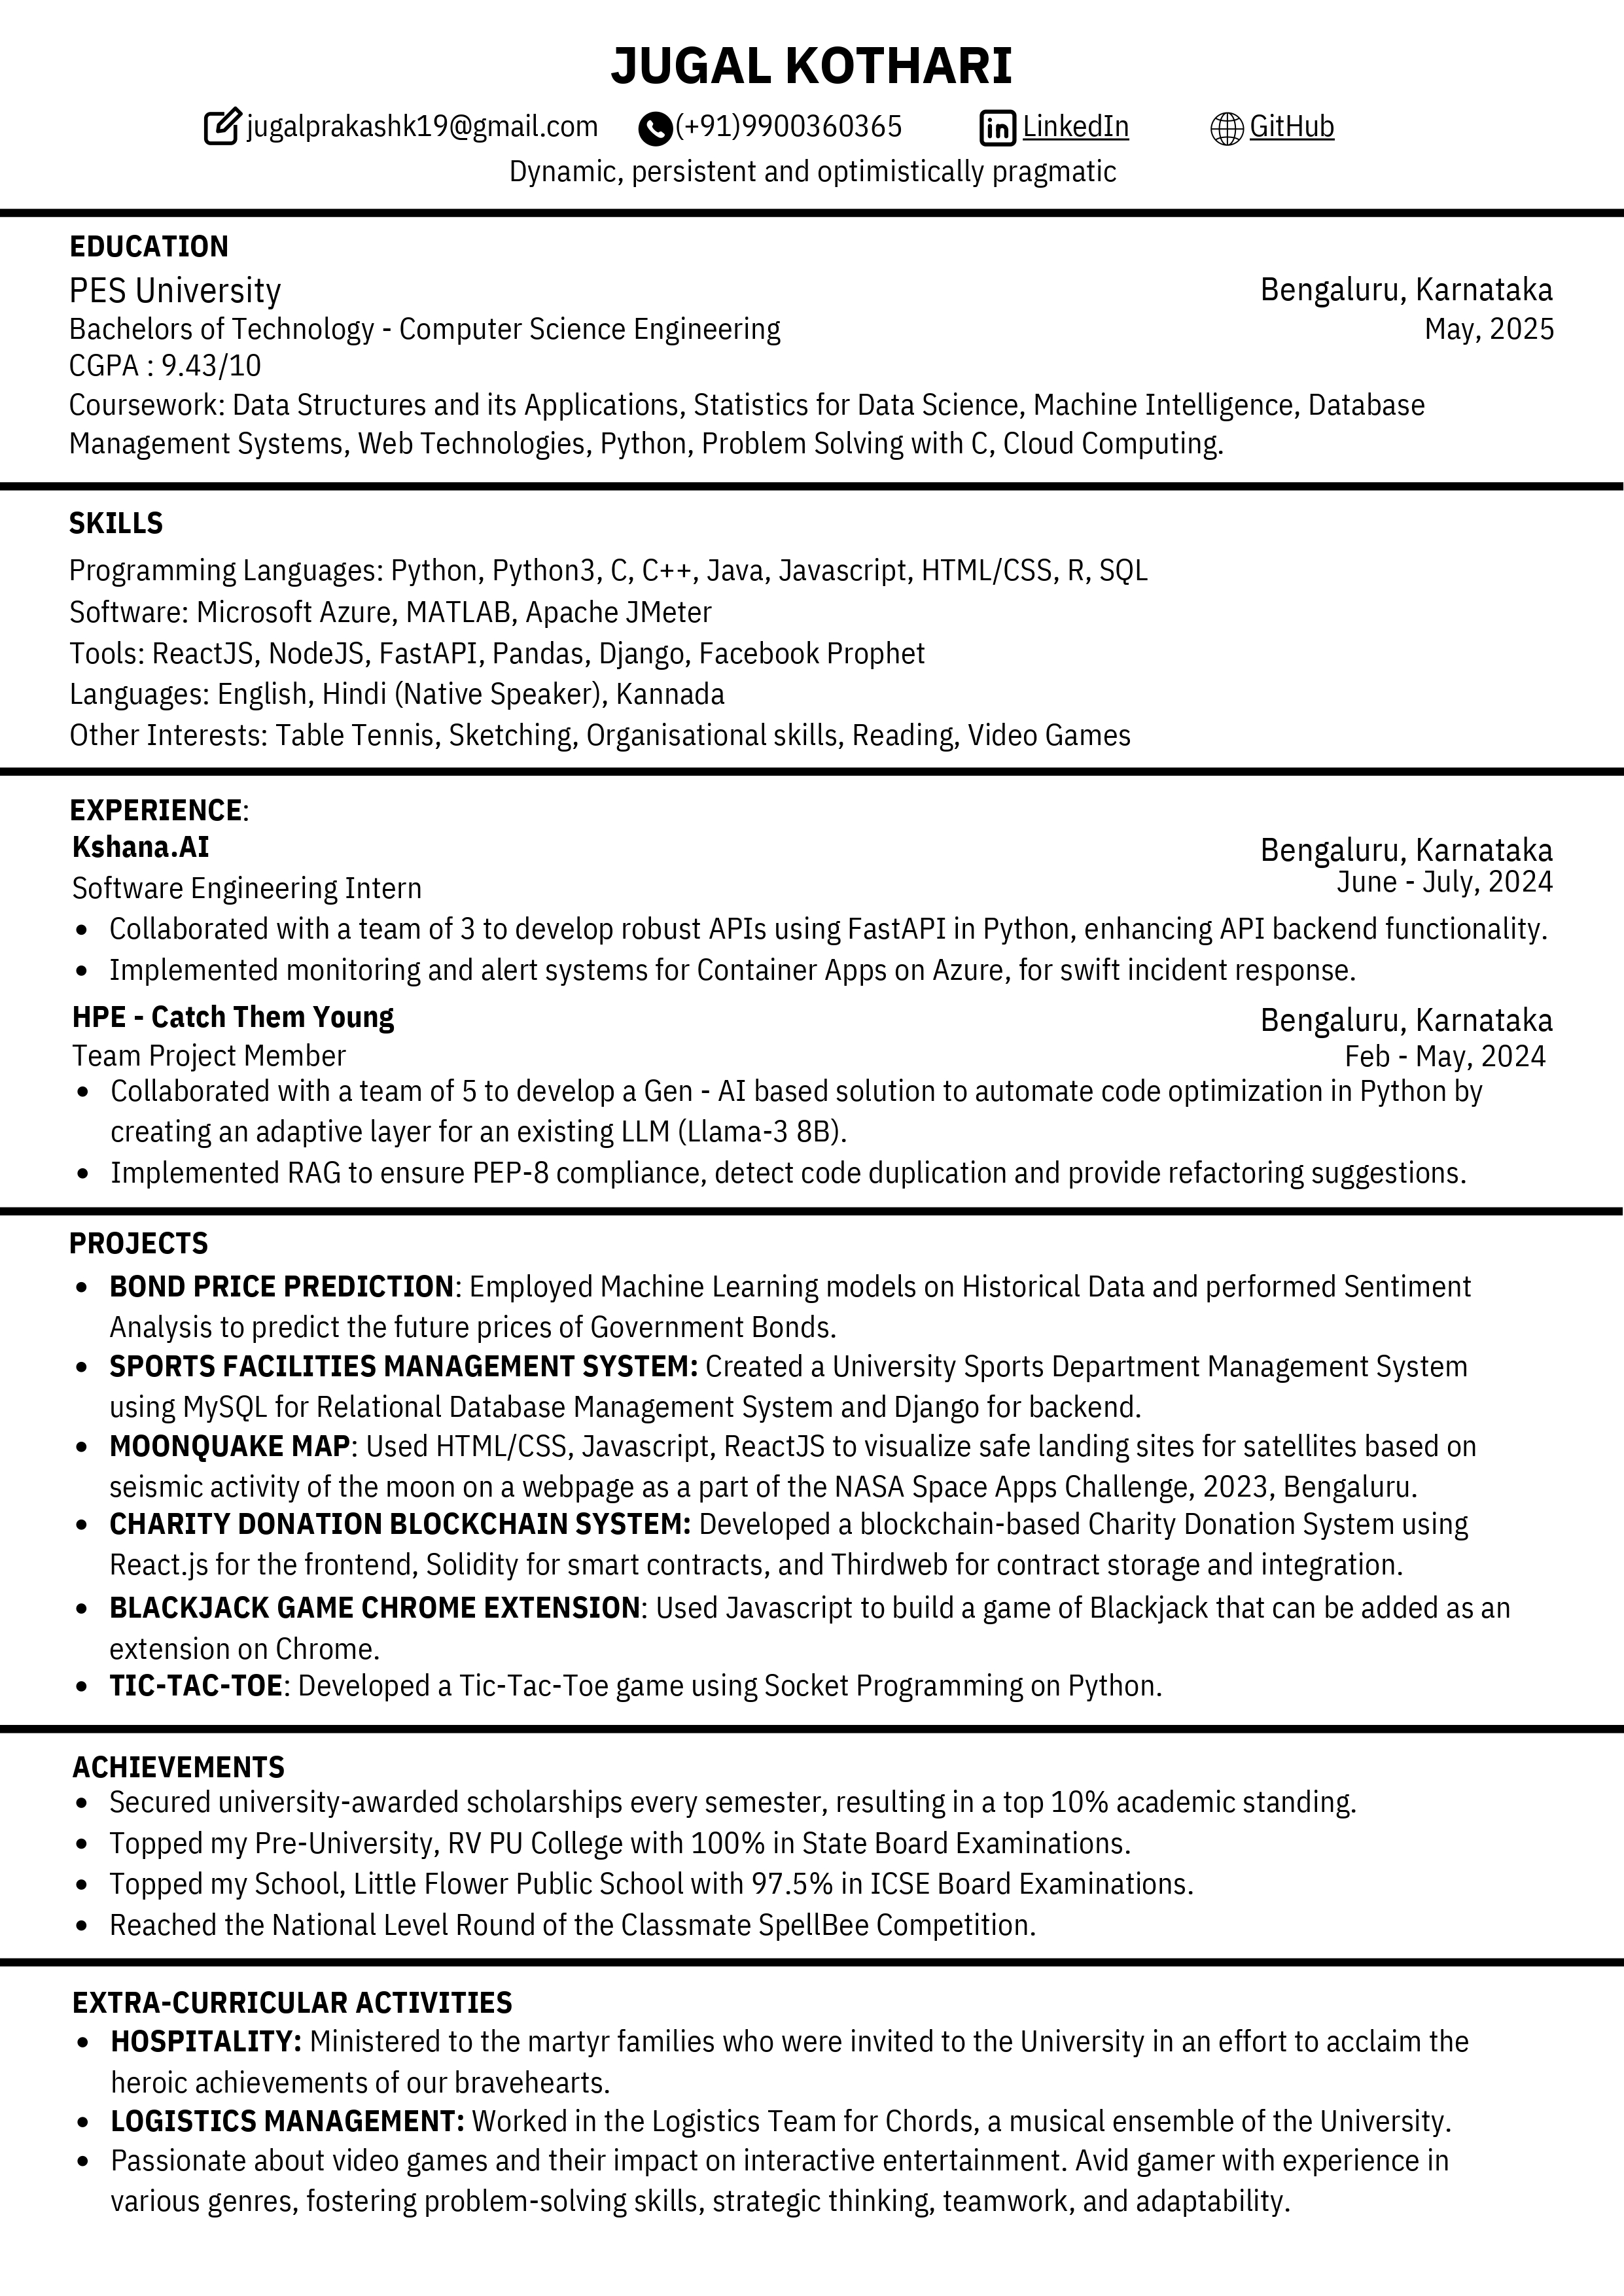 JUGAL KOTHARI
jugalprakashk19@gmail.com (+91)9900360365 LinkedIn GitHub
Dynamic, persistent and optimistically pragmatic
EDUCATION
PES University Bengaluru, Karnataka
Bachelors of Technology - Computer Science Engineering May, 2025
CGPA : 9.43/10
Coursework: Data Structures and its Applications, Statistics for Data Science, Machine Intelligence, Database
Management Systems, Web Technologies, Python, Problem Solving with C, Cloud Computing.
SKILLS
Programming Languages: Python, Python3, C, C++, Java, Javascript, HTML/CSS, R, SQL
Software: Microsoft Azure, MATLAB, Apache JMeter
Tools: ReactJS, NodeJS, FastAPI, Pandas, Django, Facebook Prophet
Languages: English, Hindi (Native Speaker), Kannada
Other Interests: Table Tennis, Sketching, Organisational skills, Reading, Video Games
EXPERIENCE:
Kshana.AI Bengaluru, Karnataka
Software Engineering Intern June - July, 2024
• Collaborated with a team of 3 to develop robust APIs using FastAPI in Python, enhancing API backend functionality.
• Implemented monitoring and alert systems for Container Apps on Azure, for swift incident response.
HPE - Catch Them Young Bengaluru, Karnataka
Team Project Member Feb - May, 2024
• Collaborated with a team of 5 to develop a Gen - AI based solution to automate code optimization in Python by
creating an adaptive layer for an existing LLM (Llama-3 8B).
• Implemented RAG to ensure PEP-8 compliance, detect code duplication and provide refactoring suggestions.
PROJECTS
• BOND PRICE PREDICTION: Employed Machine Learning models on Historical Data and performed Sentiment
Analysis to predict the future prices of Government Bonds.
• SPORTS FACILITIES MANAGEMENT SYSTEM: Created a University Sports Department Management System
using MySQL for Relational Database Management System and Django for backend.
• MOONQUAKE MAP: Used HTML/CSS, Javascript, ReactJS to visualize safe landing sites for satellites based on
seismic activity of the moon on a webpage as a part of the NASA Space Apps Challenge, 2023, Bengaluru.
• CHARITY DONATION BLOCKCHAIN SYSTEM: Developed a blockchain-based Charity Donation System using
React.js for the frontend, Solidity for smart contracts, and Thirdweb for contract storage and integration.
• BLACKJACK GAME CHROME EXTENSION: Used Javascript to build a game of Blackjack that can be added as an
extension on Chrome.
• TIC-TAC-TOE: Developed a Tic-Tac-Toe game using Socket Programming on Python.
ACHIEVEMENTS
• Secured university-awarded scholarships every semester, resulting in a top 10% academic standing.
• Topped my Pre-University, RV PU College with 100% in State Board Examinations.
• Topped my School, Little Flower Public School with 97.5% in ICSE Board Examinations.
• Reached the National Level Round of the Classmate SpellBee Competition.
EXTRA-CURRICULAR ACTIVITIES
• HOSPITALITY: Ministered to the martyr families who were invited to the University in an effort to acclaim the
heroic achievements of our bravehearts.
• LOGISTICS MANAGEMENT: Worked in the Logistics Team for Chords, a musical ensemble of the University.
• Passionate about video games and their impact on interactive entertainment. Avid gamer with experience in
various genres, fostering problem-solving skills, strategic thinking, teamwork, and adaptability.